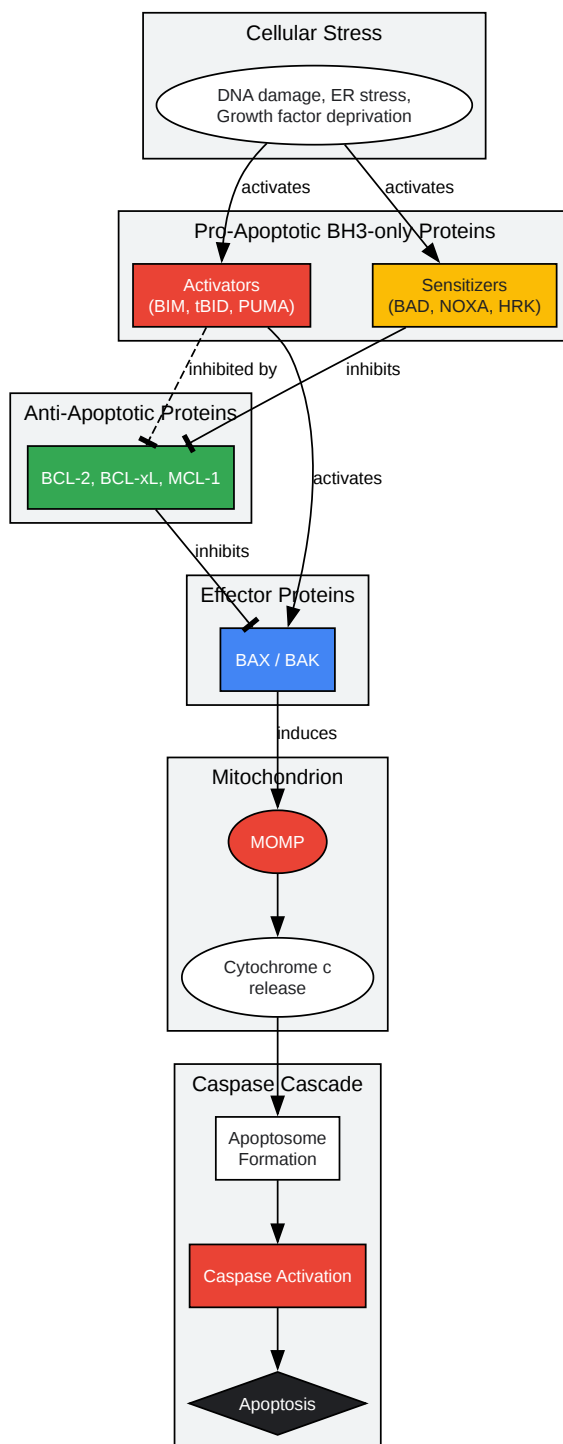 Cellular Stress
DNA damage, ER stress,
Growth factor deprivation
activates
activates
Pro-Apoptotic BH3-only Proteins
Activators
(BIM, tBID, PUMA)
Sensitizers
(BAD, NOXA, HRK)
inhibited by
inhibits
Anti-Apoptotic Proteins
BCL-2, BCL-xL, MCL-1
activates
inhibits
Effector Proteins
BAX / BAK
induces
Mitochondrion
MOMP
Cytochrome c
release
Caspase Cascade
Apoptosome
Formation
Caspase Activation
Apoptosis